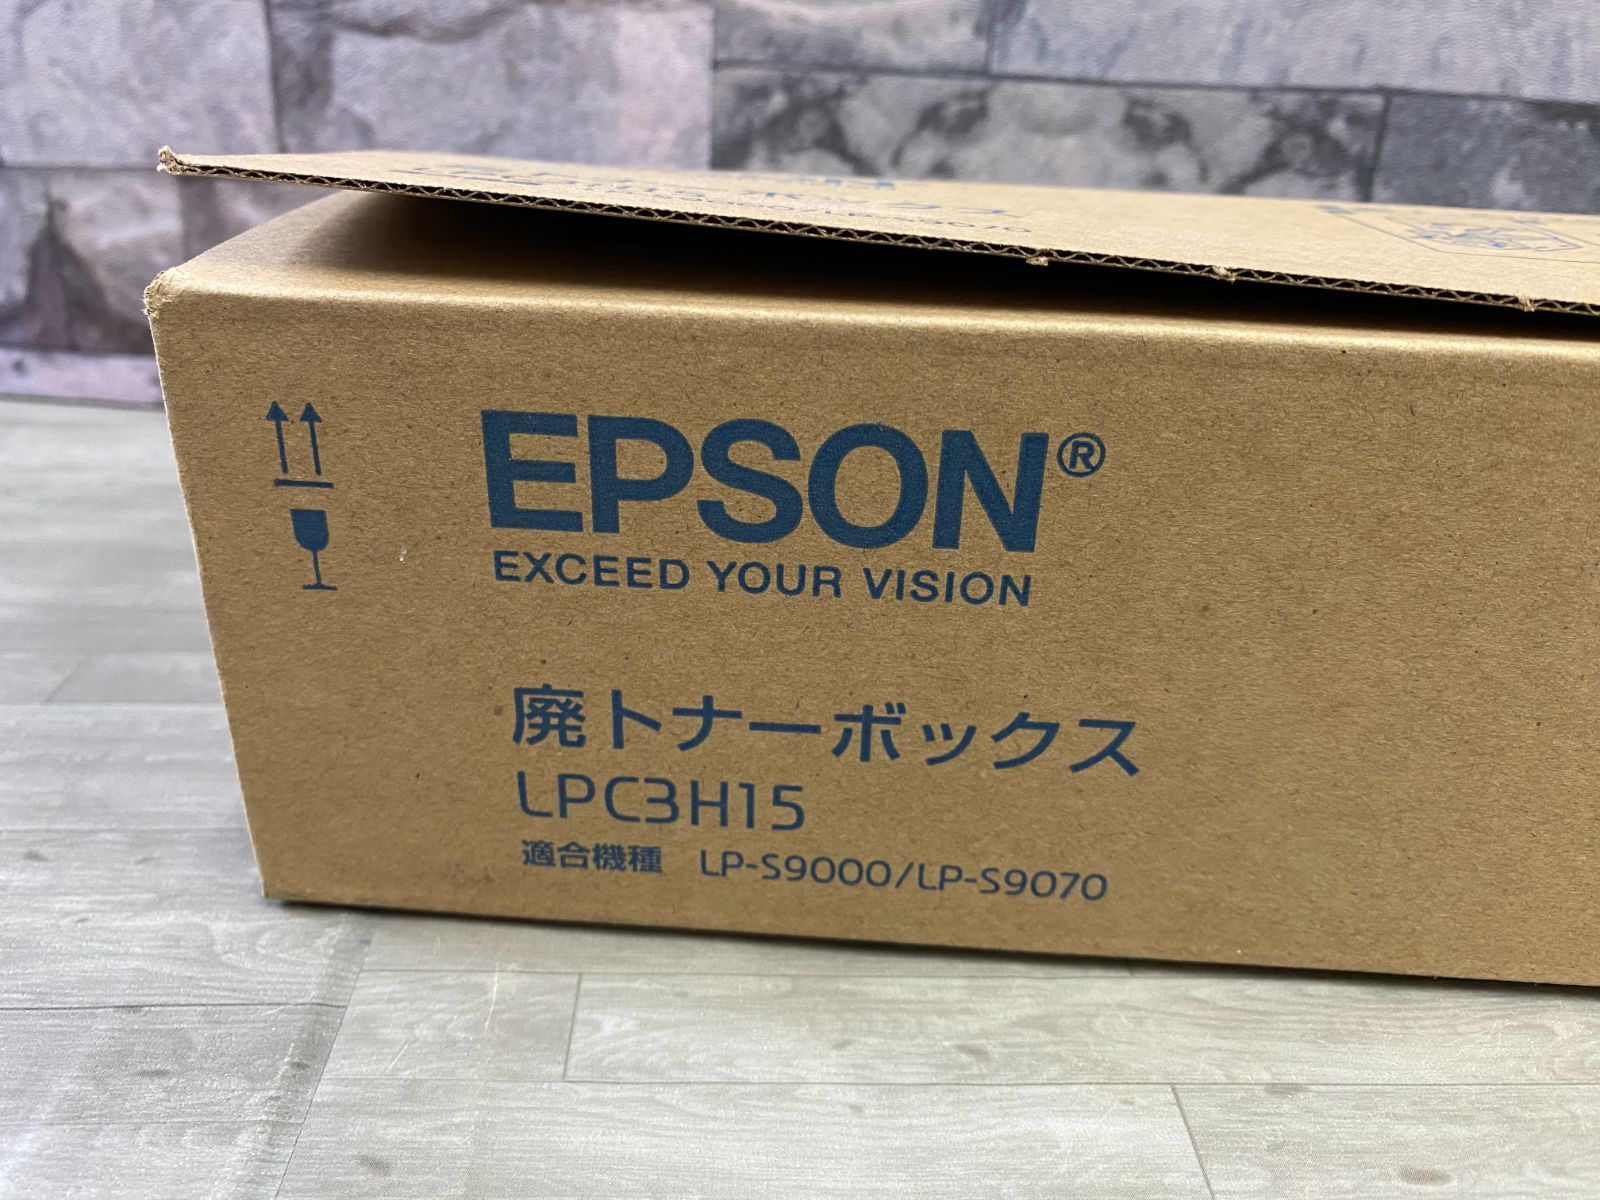 EPSON®
EXCEED YOUR VISION
廃トナーボックス
LPC3H15
適合機種 LP-S9000/LP-S9070